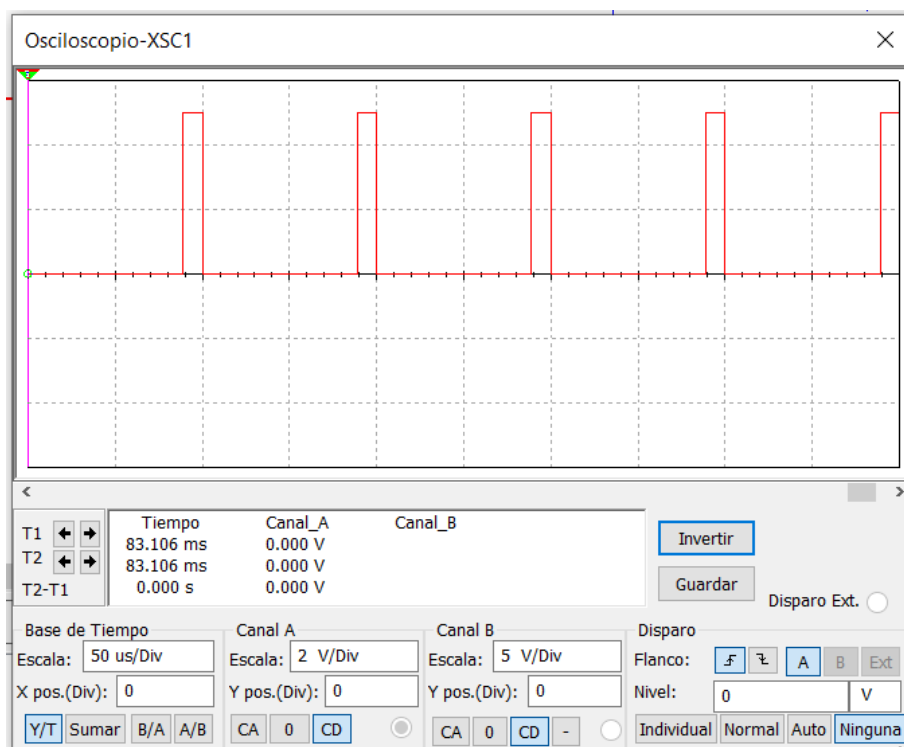 Osciloscopio-XSC1
T1
T2
T2-T1
Tiempo Canal_A Canal_B
83.106 ms 0.000 V
83.106 ms 0.000 V
0.000 s 0.000 V
Invertir
Guardar
Disparo Ext.
Base de Tiempo
Escala: 50 us/Div
X pos.(Div): 0
Y/T Sumar B/A A/B
Canal A
Escala: 2 V/Div
Y pos.(Div): 0
CA 0 CD
Canal B
Escala: 5 V/Div
Y pos.(Div): 0
CA 0 CD -
Disparo
Flanco: A B Ext
Nivel: 0 V
Individual Normal Auto Ninguna